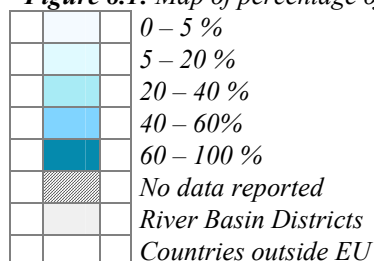 Figure 6.1: Map of percentage of
0 – 5 %
5 – 20 %
20 – 40 %
40 – 60%
60 – 100 %
No data reported
River Basin Districts
Countries outside EU